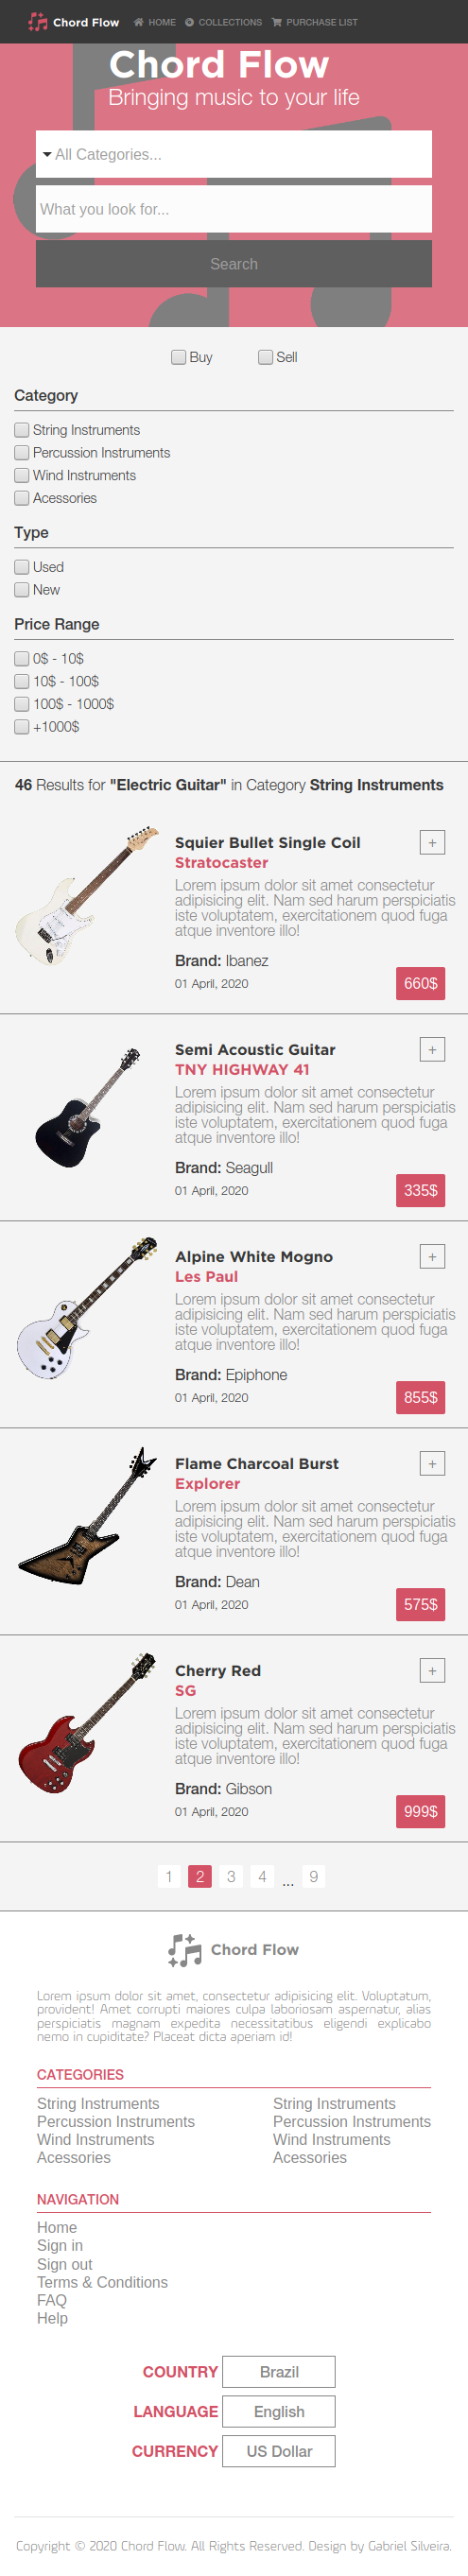 Chord Flow HOME COLLECTIONS PURCHASE LIST
Chord Flow
Bringing music to your life
All Categories...
What you look for...
Search
Buy Sell
Category
String Instruments
Percussion Instruments
Wind Instruments
Acessories
Type
Used
New
Price Range
0$ - 10$
10$ - 100$
100$ - 1000$
+1000$
46 Results for "Electric Guitar" in Category String Instruments
Squier Bullet Single Coil +
Stratocaster
Lorem ipsum dolor sit amet consectetur
adipisicing elit. Nam sed harum perspiciatis
iste voluptatem, exercitationem quod fuga
atque inventore illo!
Brand: Ibanez
01 April, 2020 660$
Semi Acoustic Guitar +
TNY HIGHWAY 41
Lorem ipsum dolor sit amet consectetur
adipisicing elit. Nam sed harum perspiciatis
iste voluptatem, exercitationem quod fuga
atque inventore illo!
Brand: Seagull
01 April, 2020 335$
Alpine White Mogno +
Les Paul
Lorem ipsum dolor sit amet consectetur
adipisicing elit. Nam sed harum perspiciatis
iste voluptatem, exercitationem quod fuga
atque inventore illo!
Brand: Epiphone
01 April, 2020 855$
Flame Charcoal Burst +
Explorer
Lorem ipsum dolor sit amet consectetur
adipisicing elit. Nam sed harum perspiciatis
iste voluptatem, exercitationem quod fuga
atque inventore illo!
Brand: Dean
01 April, 2020 575$
Cherry Red +
SG
Lorem ipsum dolor sit amet consectetur
adipisicing elit. Nam sed harum perspiciatis
iste voluptatem, exercitationem quod fuga
atque inventore illo!
Brand: Gibson
01 April, 2020 999$
1 2 3 4 ... 9
Chord Flow
Lorem ipsum dolor sit amet, consectetur adipisicing elit. Voluptatum,
provident! Amet corrupti maiores culpa laboriosam aspernatur, alias
perspiciatis magnam expedita necessitatibus eligendi explicabo
nemo in cupiditate? Placeat dicta aperiam id!
CATEGORIES
String Instruments String Instruments
Percussion Instruments Percussion Instruments
Wind Instruments Wind Instruments
Acessories Acessories
NAVIGATION
Home
Sign in
Sign out
Terms & Conditions
FAQ
Help
COUNTRY Brazil
LANGUAGE English
CURRENCY US Dollar
Copyright © 2020 Chord Flow. All Rights Reserved. Design by Gabriel Silveira.